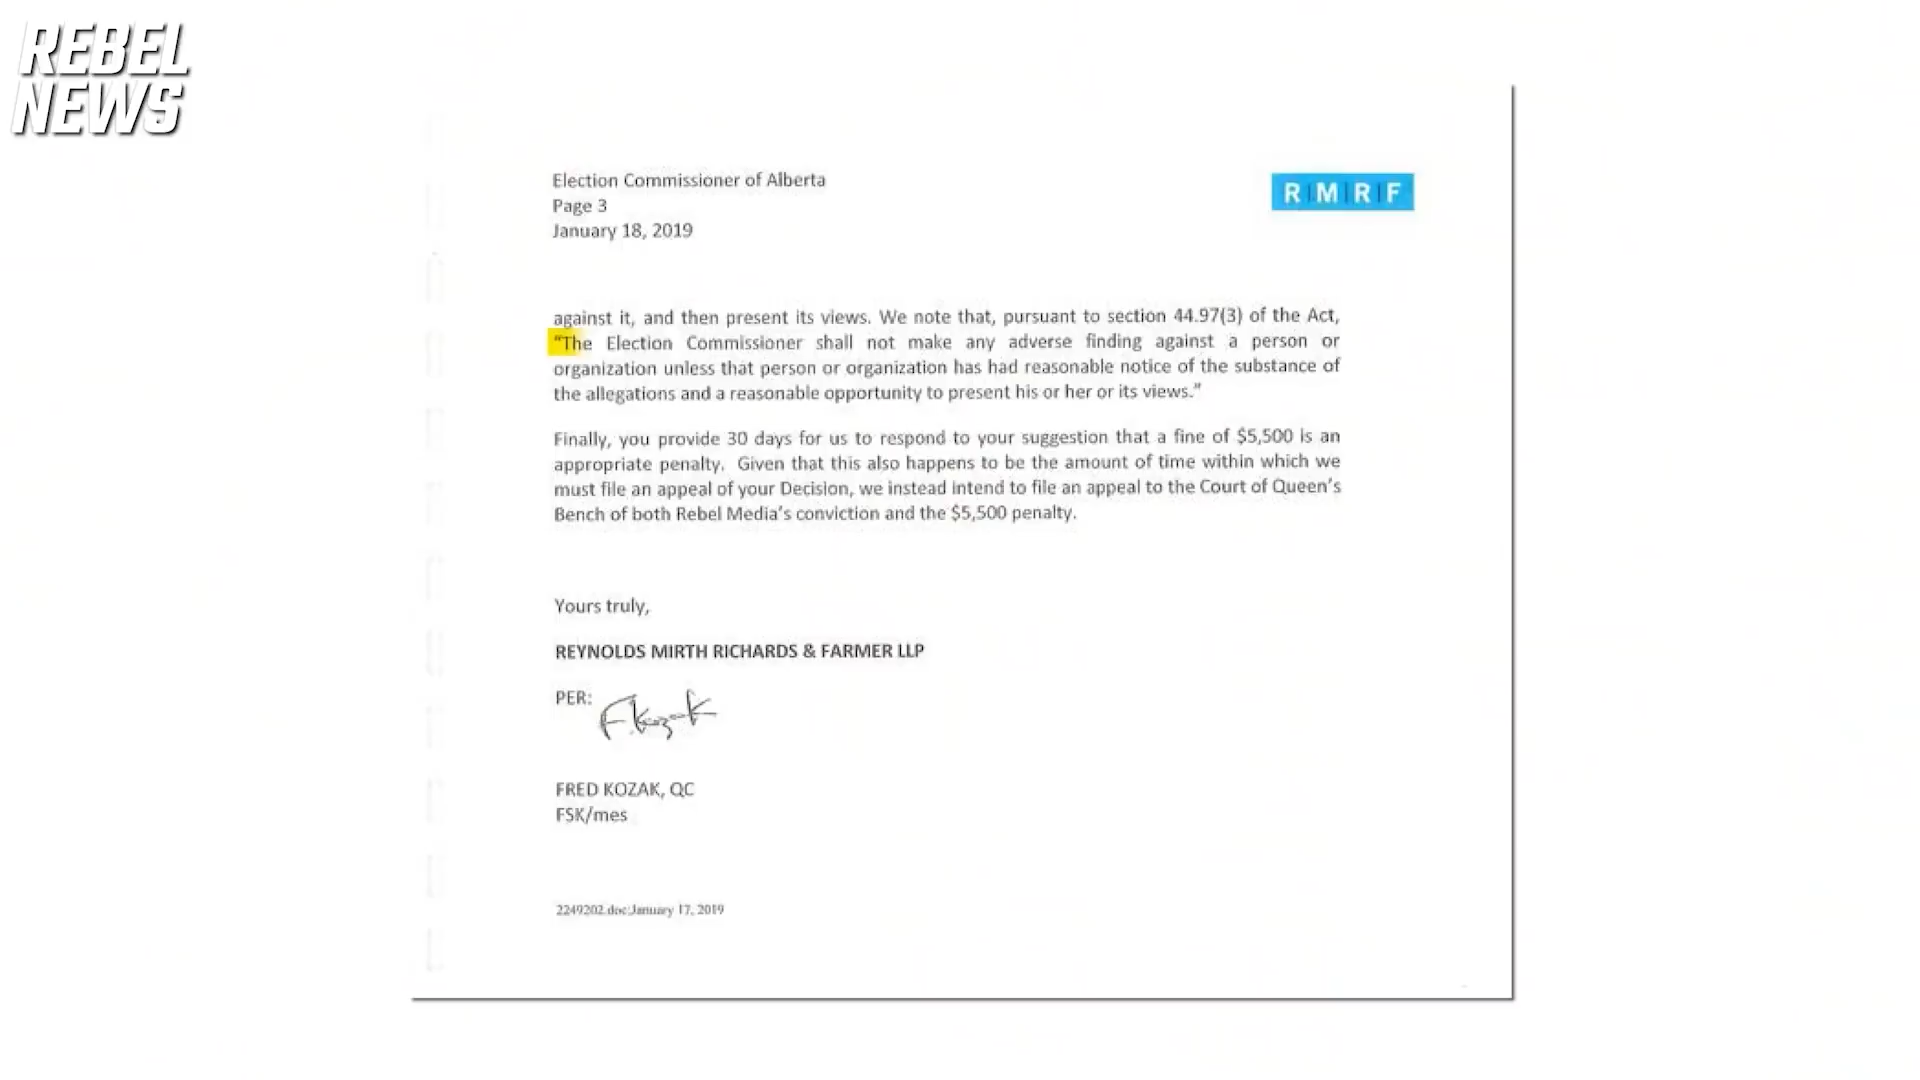 REBEL
NEWS
Election Commissioner of Alberta
Page 3
January 18, 2019
R|M|R|F
against it, and then present its views. We note that, pursuant to section 44.97(3) of the Act,
“The Election Commissioner shall not make any adverse finding against a person or
organization unless that person or organization has had reasonable notice of the substance of
the allegations and a reasonable opportunity to present his or her or its views.”
Finally, you provide 30 days for us to respond to your suggestion that a fine of $5,500 is an
appropriate penalty. Given that this also happens to be the amount of time within which we
must file an appeal of your Decision, we instead intend to file an appeal to the Court of Queen’s
Bench of both Rebel Media’s conviction and the $5,500 penalty.
Yours truly,
REYNOLDS MIRTH RICHARDS & FARMER LLP
PER:
F.Kozak
FRED KOZAK, QC
FSK/mes
2249202.doc;January 17, 2019